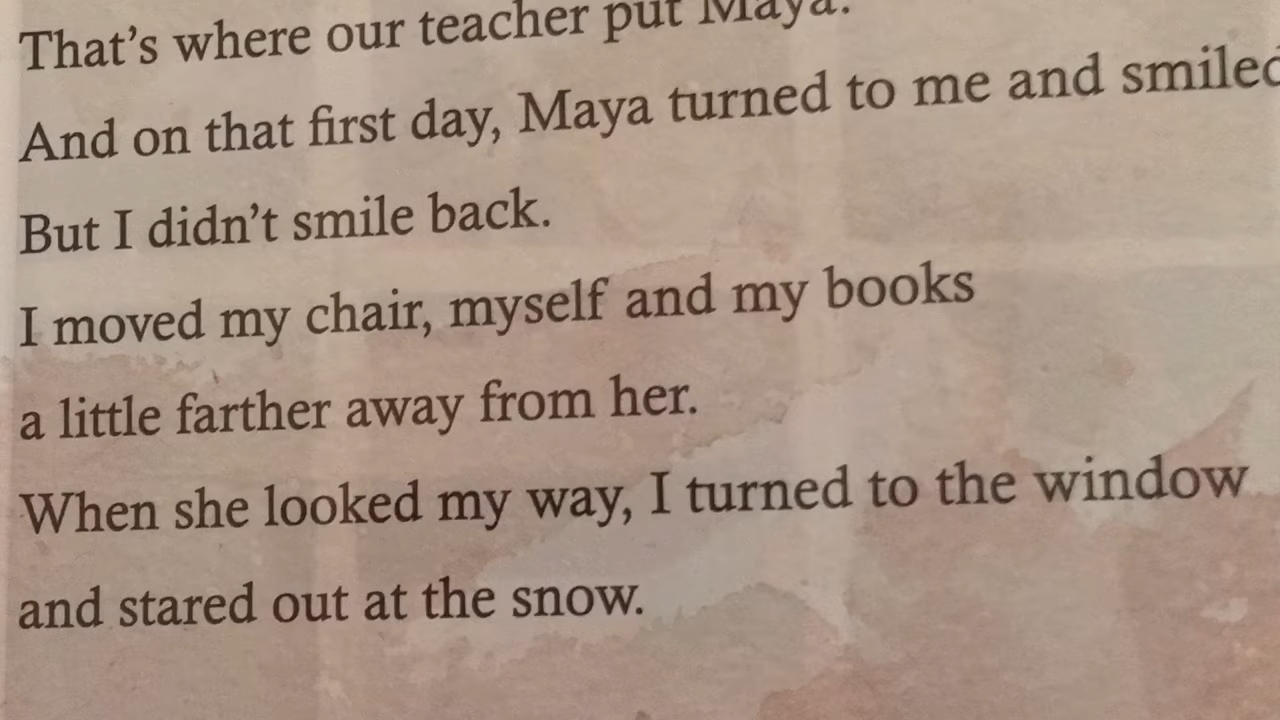 That's where our teacher put Maya.
And on that first day, Maya turned to me and smiled
But I didn't smile back.
I moved my chair, myself and my books
a little farther away from her.
When she looked my way, I turned to the window
and stared out at the snow.